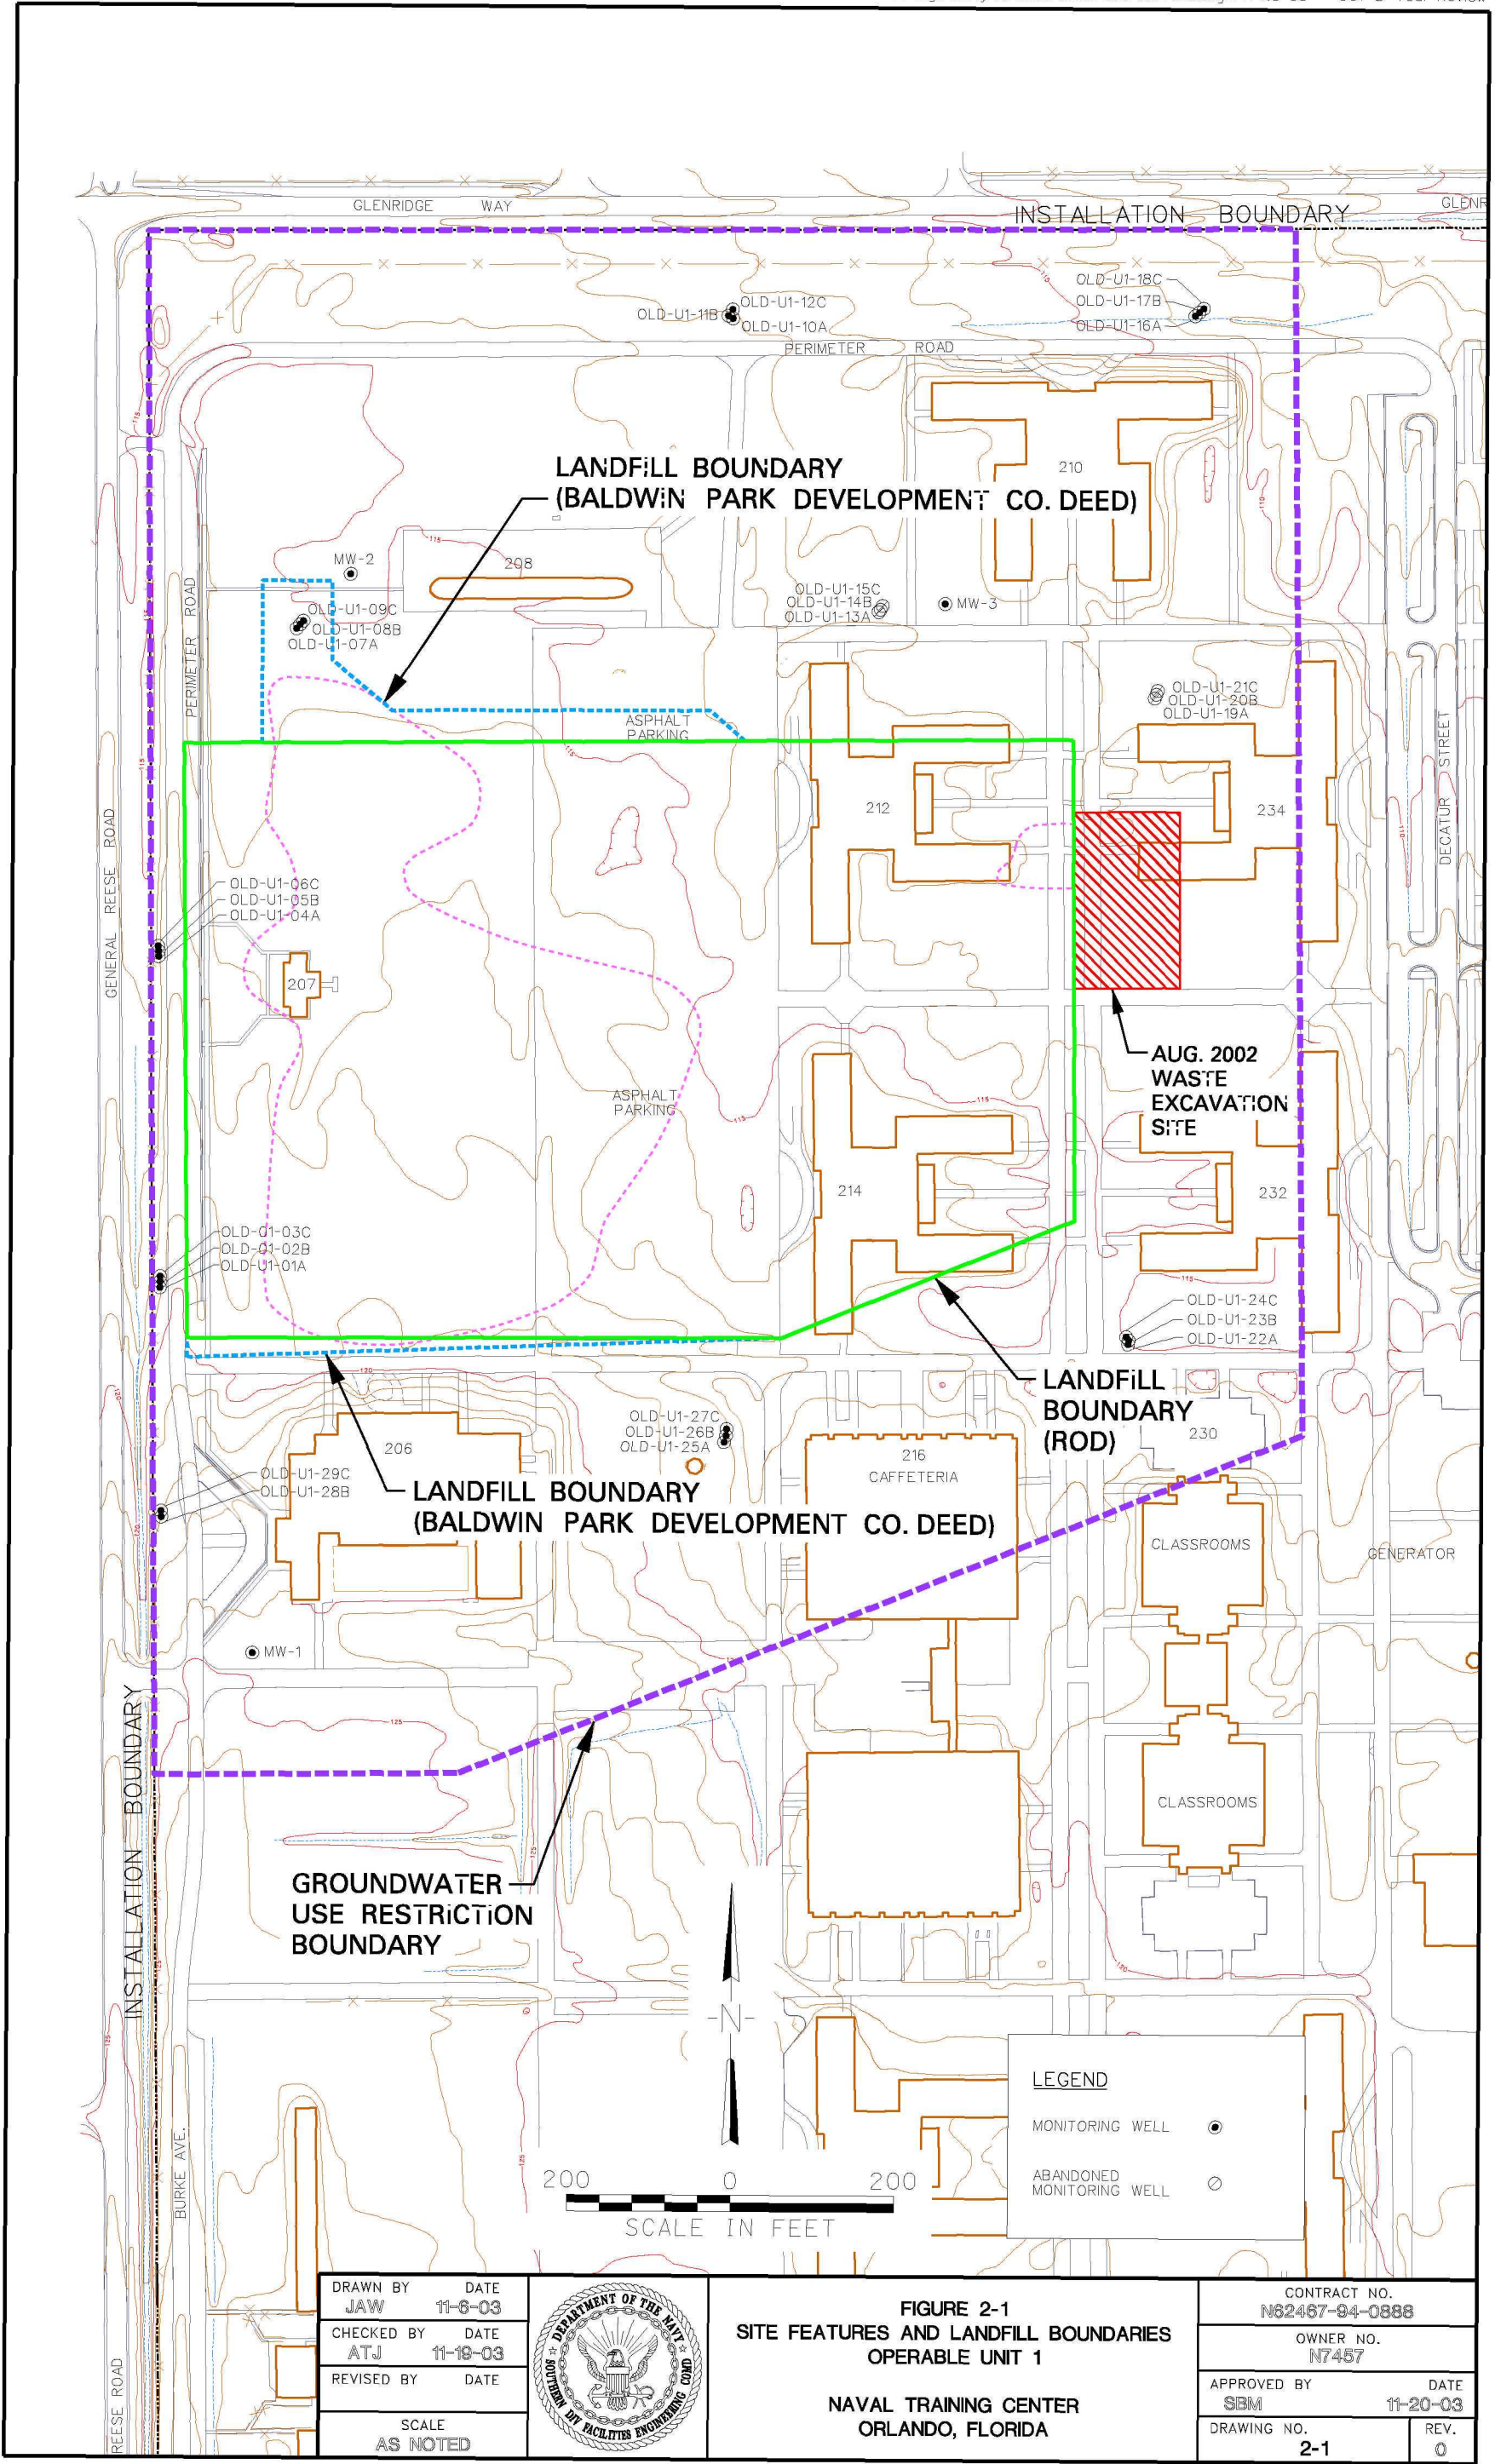 GLENRIDGE WAY
INSTALLATION BOUNDARY
GLENR
OLD-U1-18C
OLD-U1-17B
OLD-U1-16A
OLD-U1-12C
OLD-U1-11B
OLD-U1-10A
PERIMETER ROAD
LANDFILL BOUNDARY
(BALDWIN PARK DEVELOPMENT CO. DEED)
210
MW-2
208
OLD-U1-09C
OLD-U1-08B
OLD-U1-07A
OLD-U1-15C
OLD-U1-14B
OLD-U1-13A
MW-3
PERIMETER ROAD
OLD-U1-21C
OLD-U1-20B
OLD-U1-19A
ASPHALT
PARKING
212
234
DECATUR STREET
GENERAL REESE ROAD
OLD-U1-06C
OLD-U1-05B
OLD-U1-04A
207
AUG. 2002
WASTE
EXCAVATION
SITE
ASPHALT
PARKING
214
232
OLD-U1-03C
OLD-U1-02B
OLD-U1-01A
OLD-U1-24C
OLD-U1-23B
OLD-U1-22A
LANDFILL
BOUNDARY
(ROD)
230
OLD-U1-27C
OLD-U1-26B
OLD-U1-25A
206
216
CAFFETERIA
OLD-U1-29C
OLD-U1-28B
LANDFILL BOUNDARY
(BALDWIN PARK DEVELOPMENT CO. DEED)
CLASSROOMS
GENERATOR
MW-1
INSTALLATION BOUNDARY
CLASSROOMS
GROUNDWATER
USE RESTRICTION
BOUNDARY
-N-
BURKE AVE.
REESE ROAD
200 0 200
SCALE IN FEET
LEGEND
MONITORING WELL
ABANDONED
MONITORING WELL
DRAWN BY DATE
JAW 11-6-03
CHECKED BY DATE
ATJ 11-19-03
REVISED BY DATE
SCALE
AS NOTED
DEPARTMENT OF THE NAVY
SOUTHERN DIV FACILITIES ENGINEERING COMD
FIGURE 2-1
SITE FEATURES AND LANDFILL BOUNDARIES
OPERABLE UNIT 1
NAVAL TRAINING CENTER
ORLANDO, FLORIDA
CONTRACT NO.
N62467-94-0888
OWNER NO.
N7457
APPROVED BY DATE
SBM 11-20-03
DRAWING NO.
2-1
REV.
0